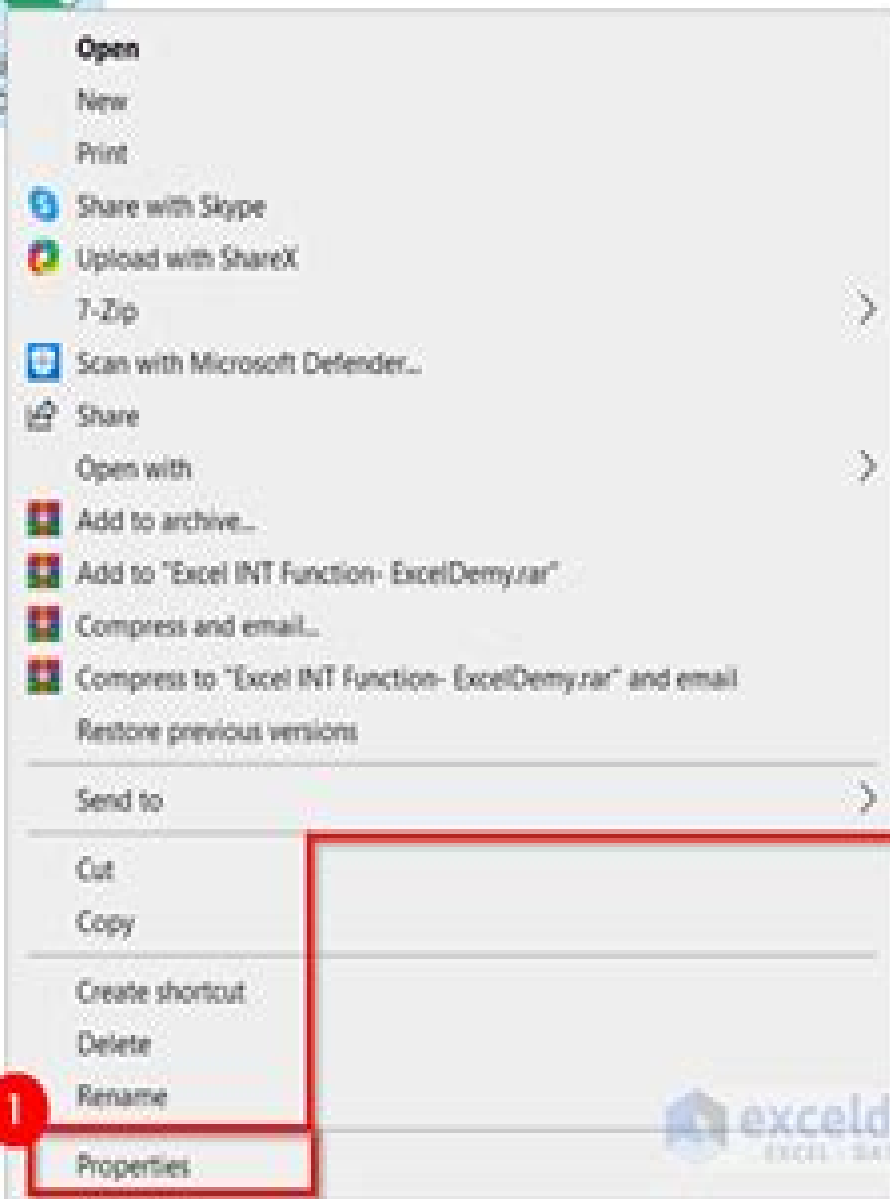 Open
New
Print
Share with Skype
Upload with ShareX
7-Zip
Scan with Microsoft Defender...
Share
Open with
Add to archive...
Add to "Excel INT Function- ExcelDemy.rar"
Compress and email...
Compress to "Excel INT Function- ExcelDemy.rar" and email
Restore previous versions
Send to
Cut
Copy
Create shortcut
Delete
Rename
1
Properties
exceld
EXCEL - DA